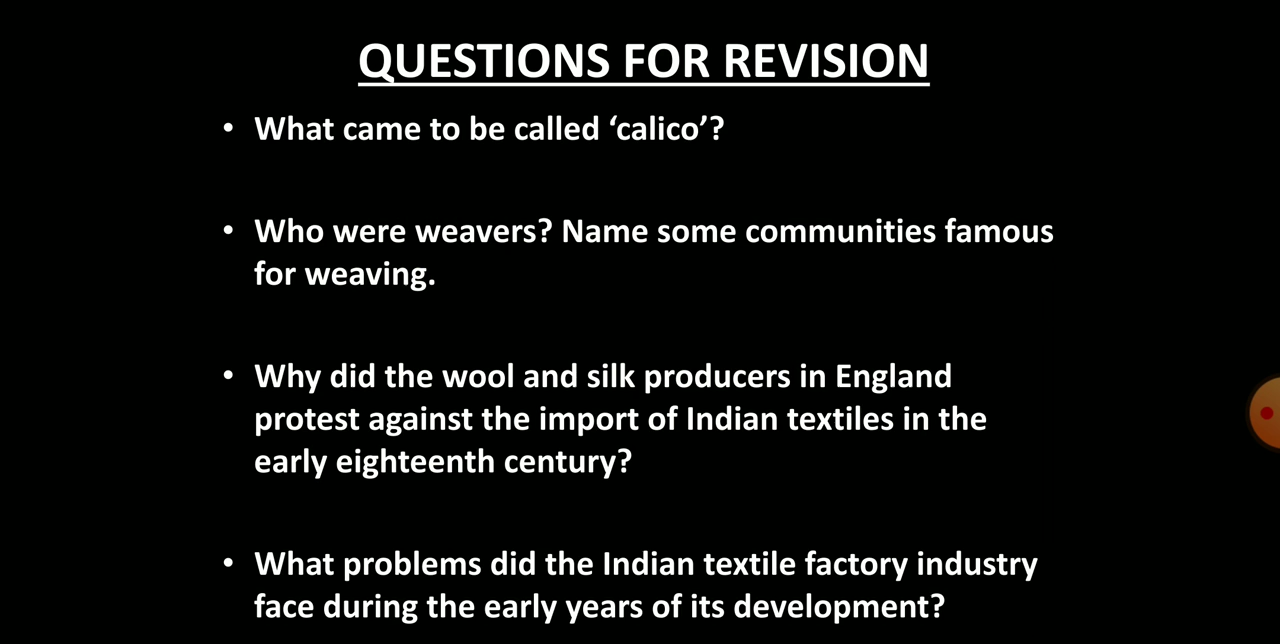 QUESTIONS FOR REVISION
• What came to be called ‘calico’?
• Who were weavers? Name some communities famous
for weaving.
• Why did the wool and silk producers in England
protest against the import of Indian textiles in the
early eighteenth century?
• What problems did the Indian textile factory industry
face during the early years of its development?